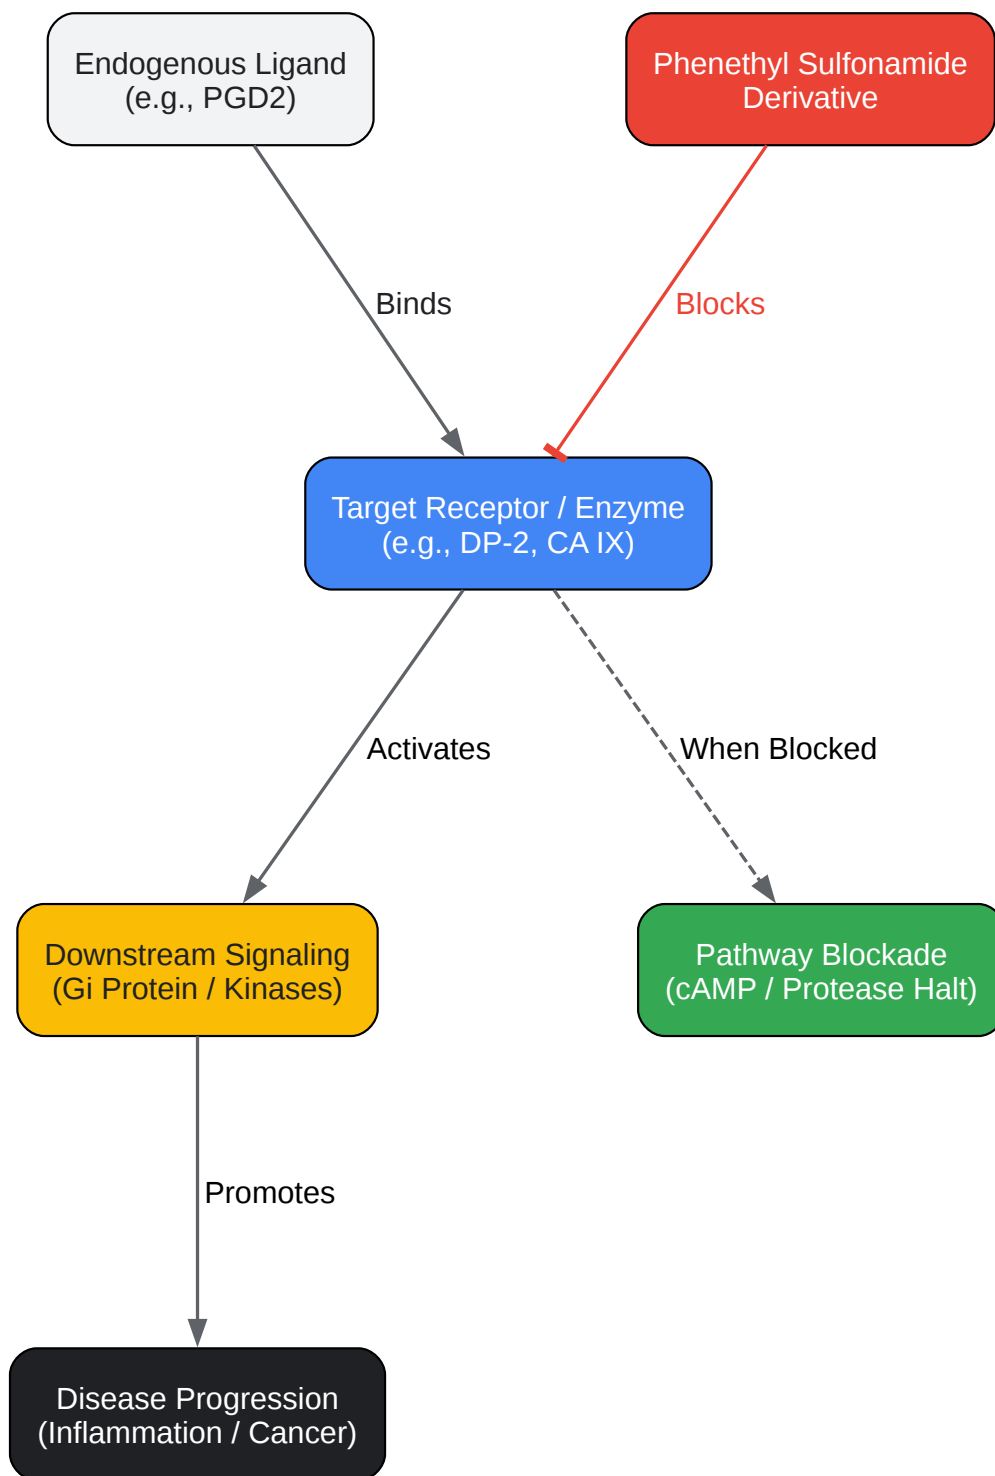 Endogenous Ligand
(e.g., PGD2)
Phenethyl Sulfonamide
Derivative
Binds
Blocks
Target Receptor / Enzyme
(e.g., DP-2, CA IX)
Activates
When Blocked
Downstream Signaling
(Gi Protein / Kinases)
Pathway Blockade
(cAMP / Protease Halt)
Promotes
Disease Progression
(Inflammation / Cancer)